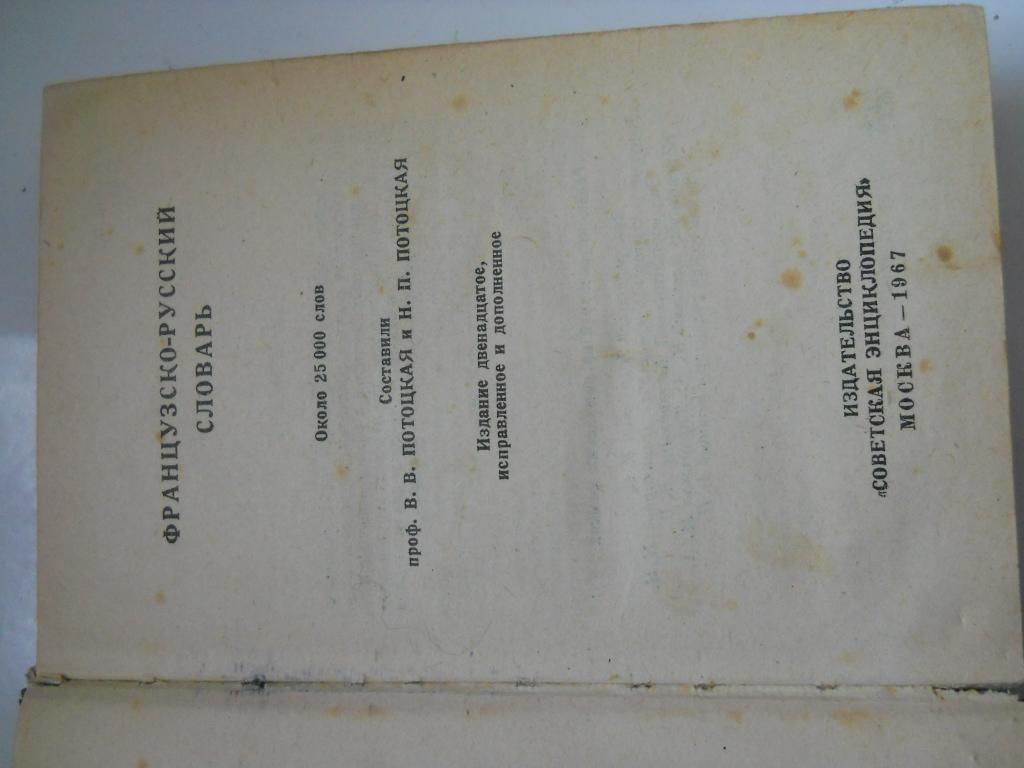 ФРАНЦУЗСКО-РУССКИЙ
СЛОВАРЬ
Около 25 000 слов
Составили
проф. В. В. ПОТОЦКАЯ и Н. П. ПОТОЦКАЯ
Издание двенадцатое,
исправленное и дополненное
ИЗДАТЕЛЬСТВО
«СОВЕТСКАЯ ЭНЦИКЛОПЕДИЯ»
МОСКВА — 1967